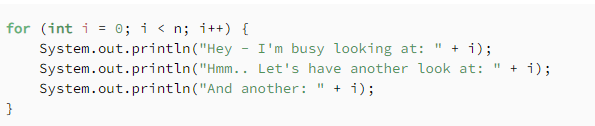 for (int i = 0; i < n; i++) {
    System.out.println("Hey - I'm busy looking at: " + i);
    System.out.println("Hmm.. Let's have another look at: " + i);
    System.out.println("And another: " + i);
}